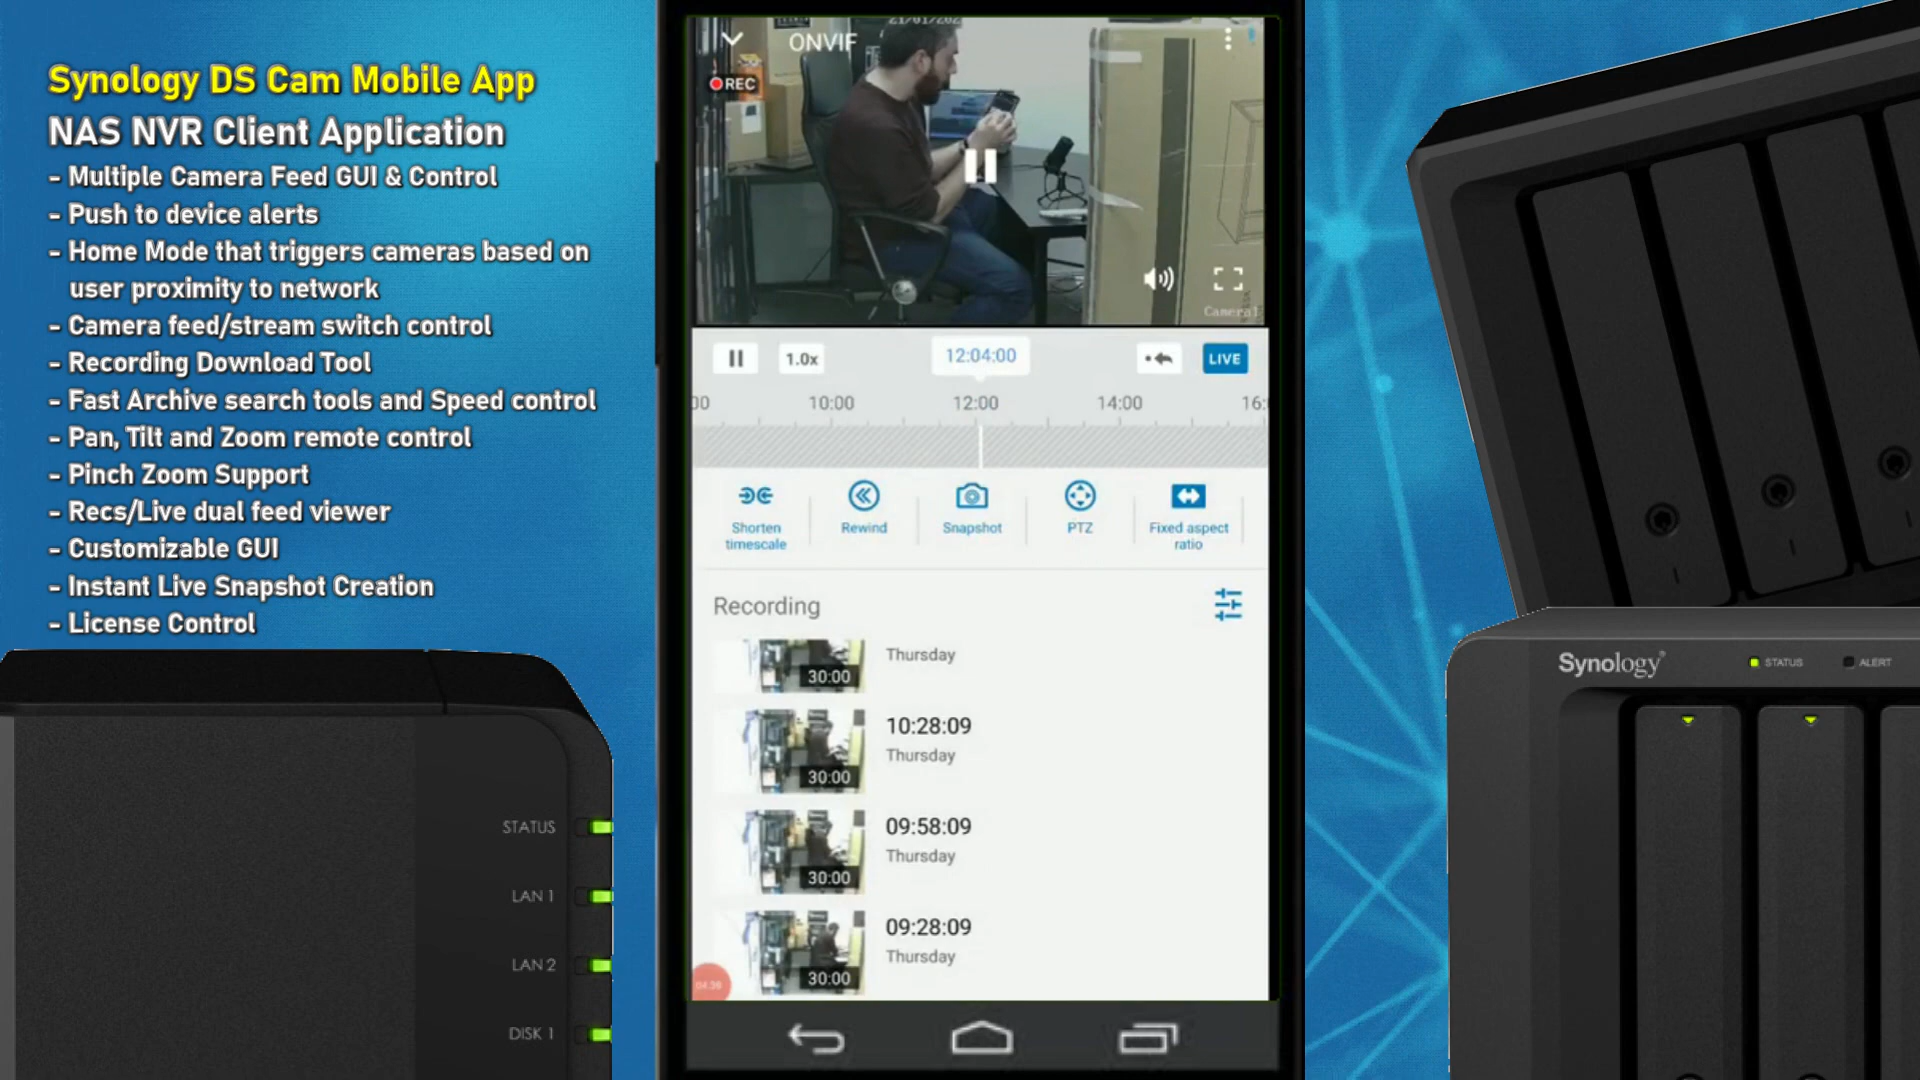 Synology DS Cam Mobile App
NAS NVR Client Application
- Multiple Camera Feed GUI & Control
- Push to device alerts
- Home Mode that triggers cameras based on
user proximity to network
- Camera feed/stream switch control
- Recording Download Tool
- Fast Archive search tools and Speed control
- Pan, Tilt and Zoom remote control
- Pinch Zoom Support
- Recs/Live dual feed viewer
- Customizable GUI
- Instant Live Snapshot Creation
- License Control
STATUS
LAN 1
LAN 2
DISK 1
ONVIF
REC
Camera1
1.0x
12:04:00
LIVE
00
10:00
12:00
14:00
16:
Shorten
timescale
Rewind
Snapshot
PTZ
Fixed aspect
ratio
Recording
30:00
Thursday
30:00
10:28:09
Thursday
30:00
09:58:09
Thursday
30:00
09:28:09
Thursday
04:36
Synology
STATUS
ALERT